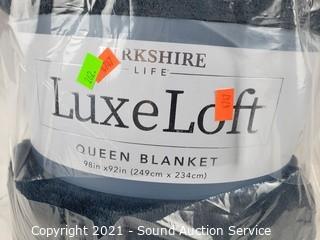 RKSHIRE
LIFE
LuxeLoft
QUEEN BLANKET
98in x92in (249cm x 234cm)
Copyright 2021 - Sound Auction Service